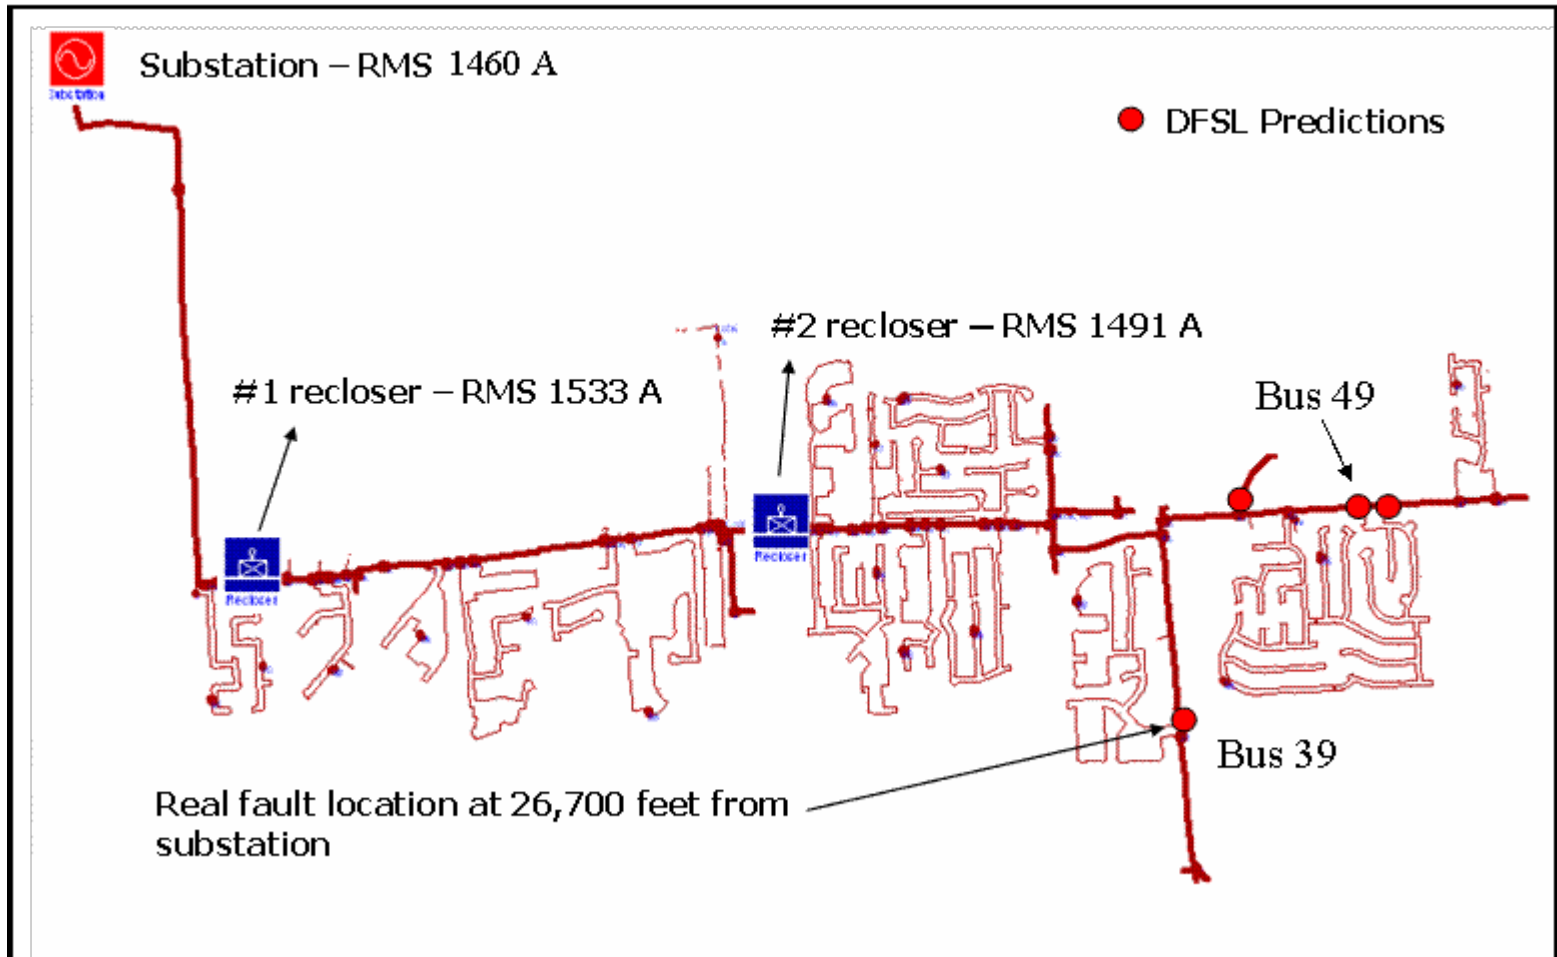 Substation – RMS 1460 A
Substation
DFSL Predictions
#2 recloser – RMS 1491 A
#1 recloser – RMS 1533 A
Bus 49
Recloser
Recloser
Bus 39
Real fault location at 26,700 feet from
substation